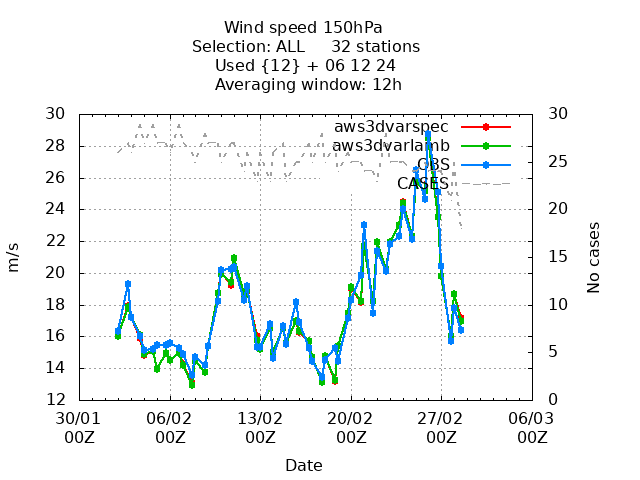 Wind speed 150hPa
Selection: ALL     32 stations
Used {12} + 06 12 24
Averaging window: 12h
30 30
aws3dvarspec
28 aws3dvarlamb
26 OBS 25
CASES
24
22 20
20
18 15
16 10
14 5
12 0
m/s
No cases
30/01 06/02 13/02 20/02 27/02 06/03
00Z 00Z 00Z 00Z 00Z 00Z
Date